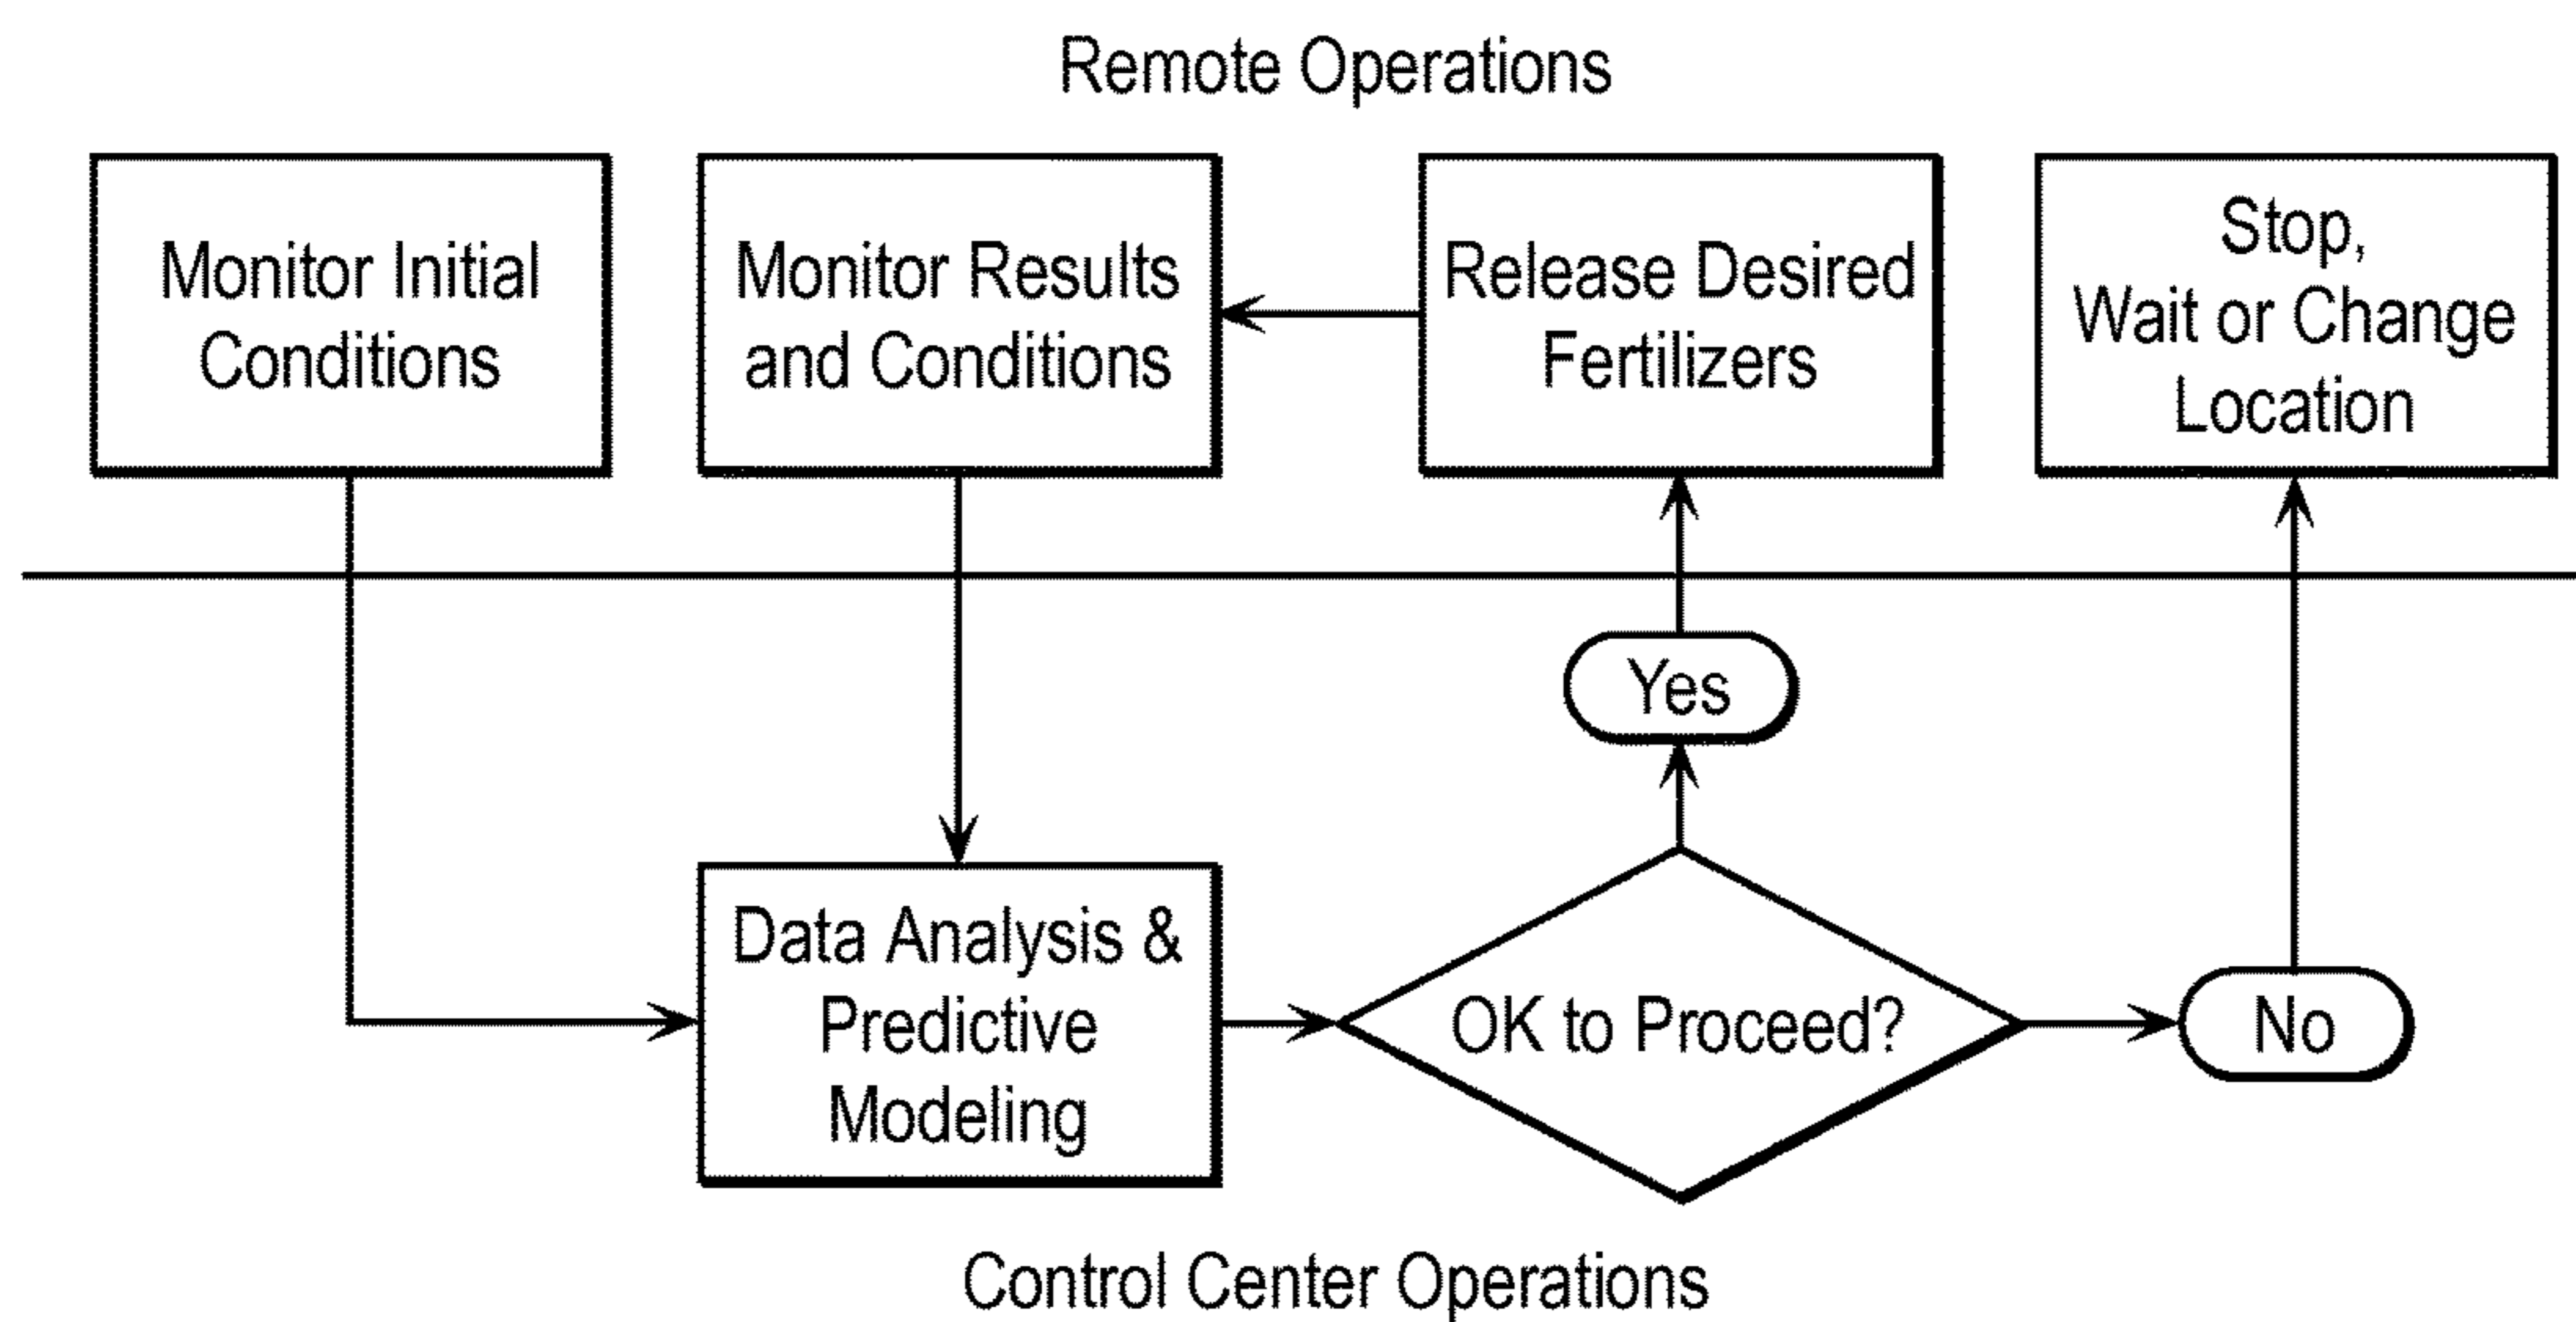 Remote Operations
Monitor Initial
Conditions
Monitor Results
and Conditions
Release Desired
Fertilizers
Stop,
Wait or Change
Location
Yes
Data Analysis &
Predictive
Modeling
OK to Proceed?
No
Control Center Operations